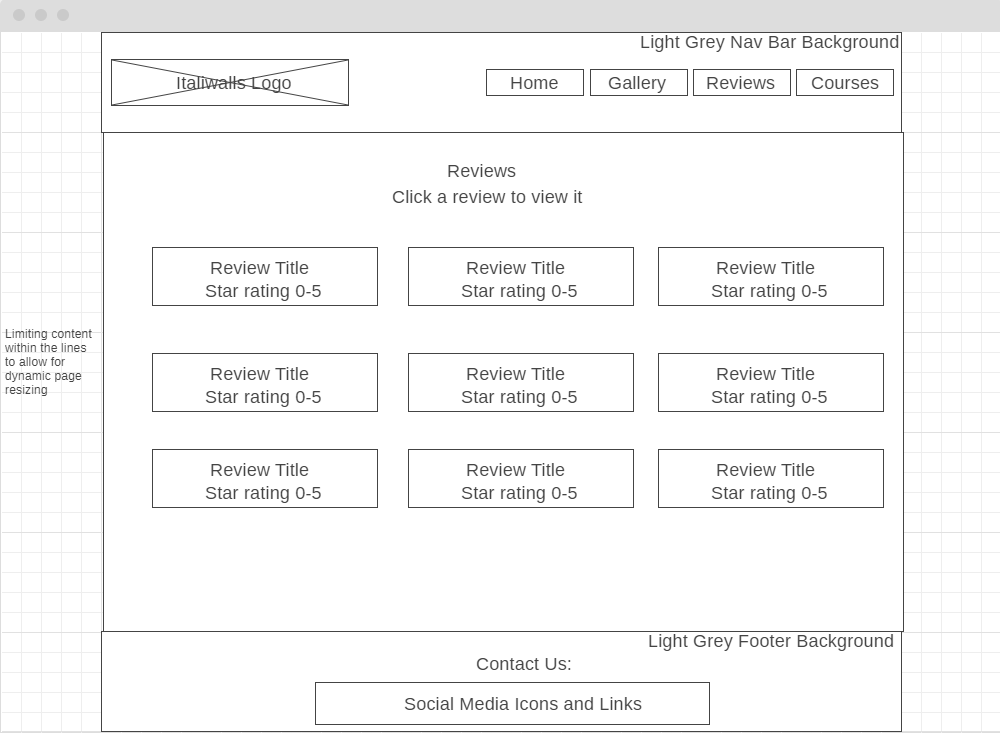 Light Grey Nav Bar Background
Italiwalls Logo
Home Gallery Reviews Courses
Reviews
Click a review to view it
Review Title Review Title Review Title
Star rating 0-5 Star rating 0-5 Star rating 0-5
Limiting content
within the lines
to allow for
dynamic page
resizing
Review Title Review Title Review Title
Star rating 0-5 Star rating 0-5 Star rating 0-5
Review Title Review Title Review Title
Star rating 0-5 Star rating 0-5 Star rating 0-5
Light Grey Footer Background
Contact Us:
Social Media Icons and Links